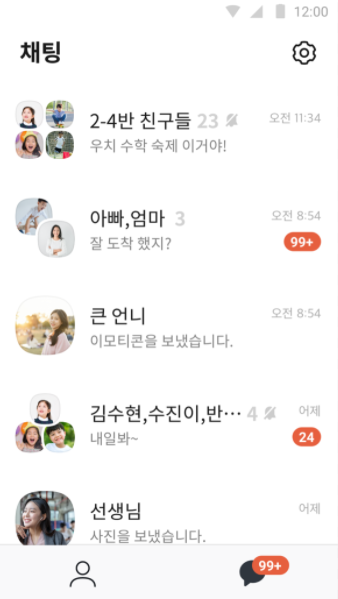 12:00
채팅
2-4반 친구들 23 오전 11:34
우치 수학 숙제 이거야!
아빠,엄마 3 오전 8:54
잘 도착 했지? 99+
큰 언니 오전 8:54
이모티콘을 보냈습니다.
김수현,수진이,반··· 4 어제
내일봐~ 24
선생님 어제
사진을 보냈습니다.
99+